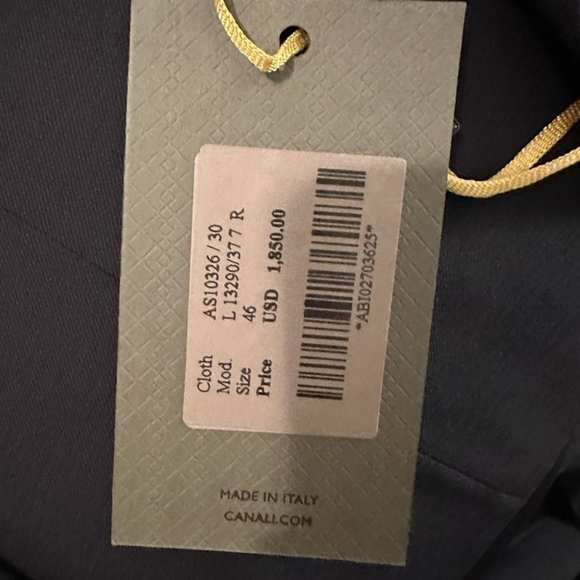 Cloth AS10326 / 30
Mod. L 13290/37 7 R
Size 46
Price USD 1,850.00
*ABI02703625*
MADE IN ITALY
CANALI.COM